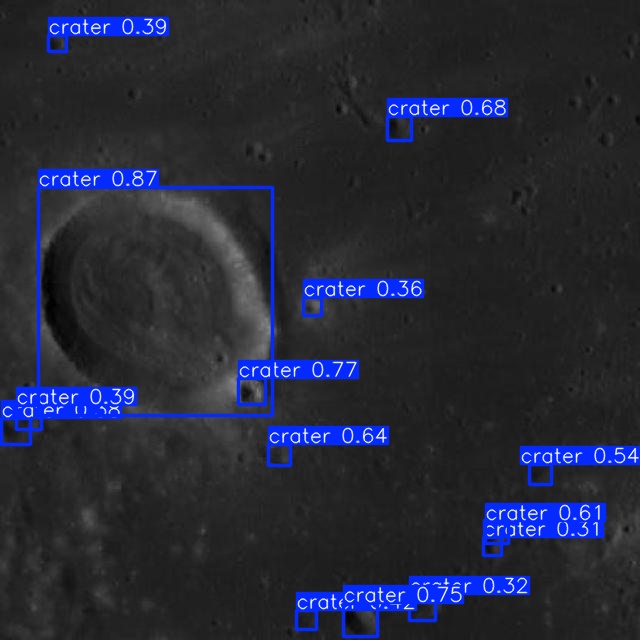 crater 0.39
crater 0.68
crater 0.87
crater 0.36
crater 0.77
crater 0.39
crater 0.64
crater 0.54
crater 0.61
crater 0.31
crater 0.32
crater 0.75